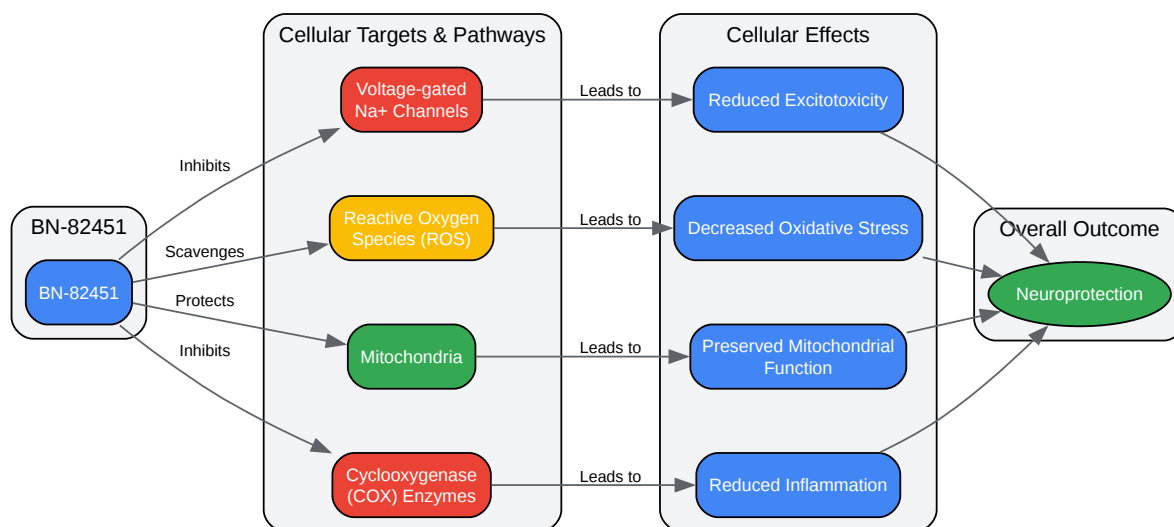 Cellular Targets & Pathways
Cellular Effects
Voltage-gated
Na+ Channels
Leads to
Reduced Excitotoxicity
Inhibits
BN-82451
Reactive Oxygen
Species (ROS)
Leads to
Decreased Oxidative Stress
Overall Outcome
Scavenges
BN-82451
Neuroprotection
Protects
Mitochondria
Leads to
Preserved Mitochondrial
Function
Inhibits
Cyclooxygenase
(COX) Enzymes
Leads to
Reduced Inflammation